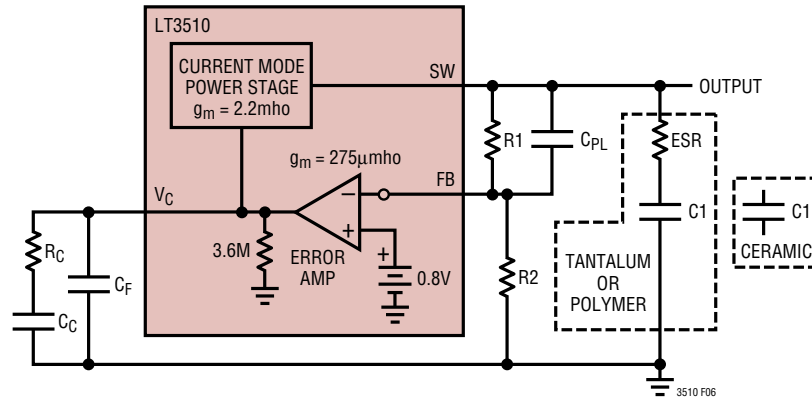 LT3510
CURRENT MODE
POWER STAGE
gm = 2.2mho
SW
OUTPUT
R1
CPL
ESR
gm = 275µmho
FB
VC
–
+
C1
C1
CERAMIC
RC
3.6M
ERROR
AMP
+
0.8V
R2
TANTALUM
OR
POLYMER
CF
CC
3510 F06